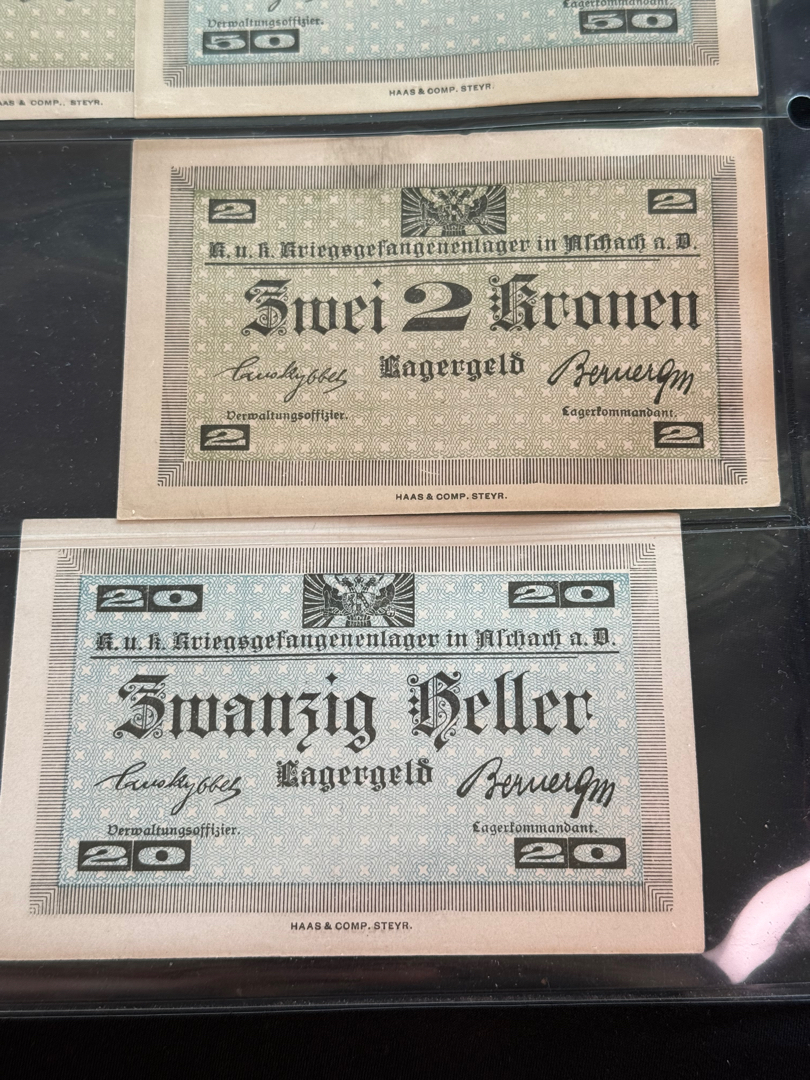 Verwaltungsoffizier.
Lagerkommandant.
50
50
HAAS & COMP. STEYR.
AAS & COMP., STEYR.
2
2
K. u. k. Kriegsgefangenenlager in Aschach a. D.
Zwei 2 Kronen
Lagergeld
Verwaltungsoffizier.
Lagerkommandant.
2
2
HAAS & COMP. STEYR.
20
20
K. u. k. Kriegsgefangenenlager in Aschach a. D.
Zwanzig Heller
Lagergeld
Verwaltungsoffizier.
Lagerkommandant.
20
20
HAAS & COMP. STEYR.